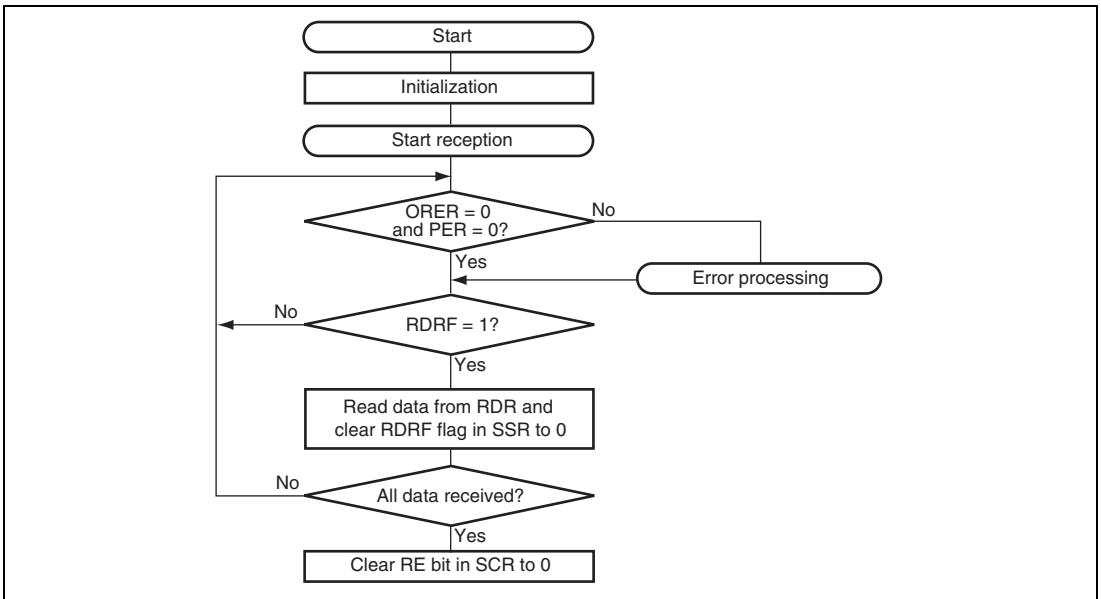 Start
Initialization
Start reception
ORER = 0
and PER = 0?
No
Yes
Error processing
No
RDRF = 1?
Yes
Read data from RDR and
clear RDRF flag in SSR to 0
No
All data received?
Yes
Clear RE bit in SCR to 0